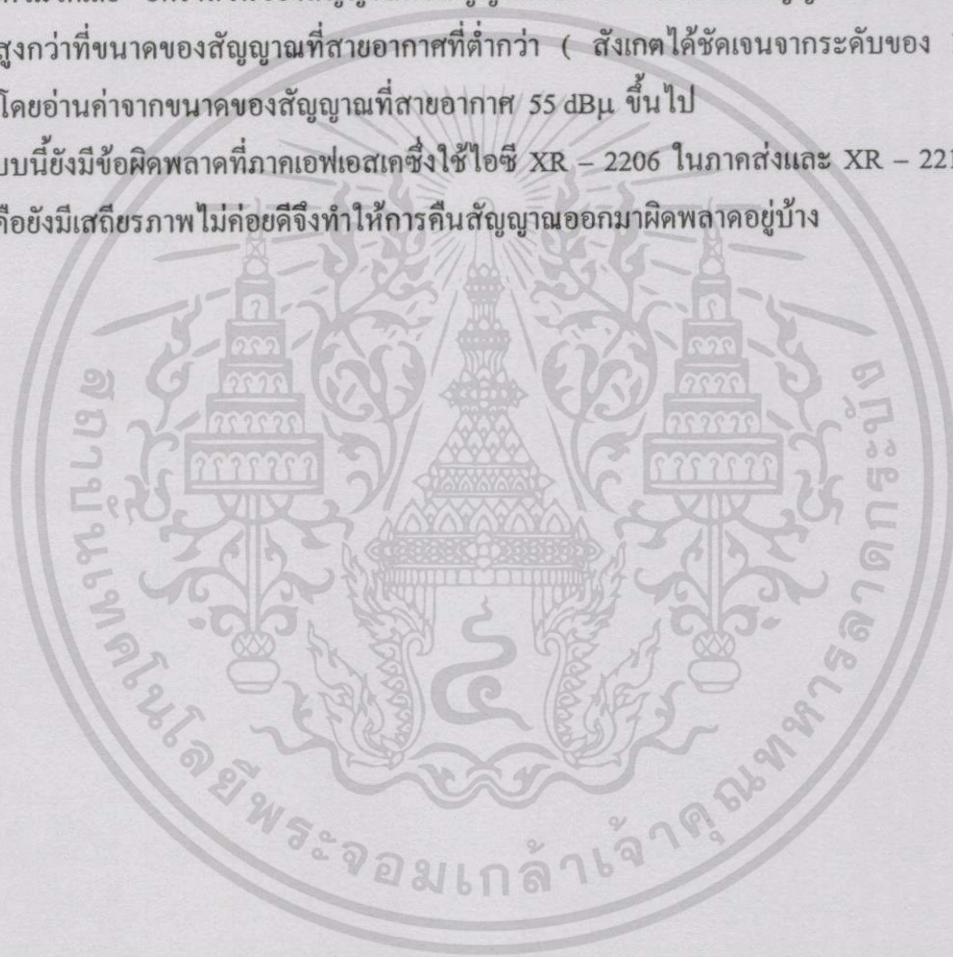 สูงกว่าที่ขนาดของสัญญาณที่สายอากาศที่ต่ำกว่า ( สังเกตได้ชัดเจนจากระดับของ
โดยอ่านค่าจากขนาดของสัญญาณที่สายอากาศ 55 dBμ ขึ้นไป
บบนี้ยังมีข้อผิดพลาดที่ภาคเอฟเอสเคซึ่งใช้ไอซี XR – 2206 ในภาคส่งและ XR – 221
คือยังมีเสถียรภาพไม่ค่อยดีจึงทำให้การคืนสัญญาณออกมาผิดพลาดอยู่บ้าง
สถาบันเทคโนโลยีพระจอมเกล้าเจ้าคุณทหารลาดกระบัง